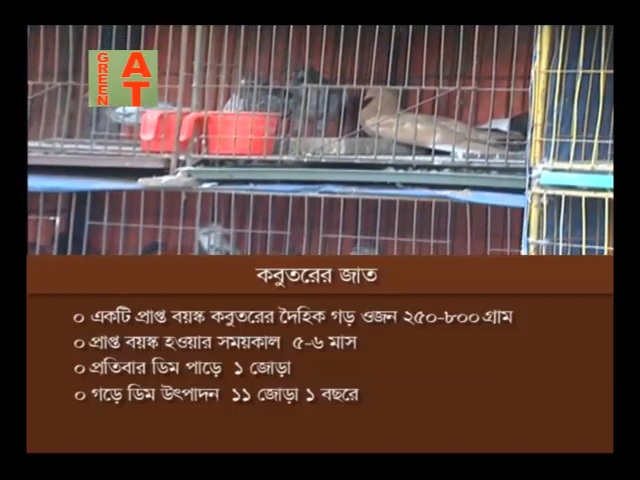 GREEN
AT
কবুতরের জাত
০ একটি প্রাপ্ত বয়স্ক কবুতরের দৈহিক গড় ওজন ২৫০-৮০০ গ্রাম
০ প্রাপ্ত বয়স্ক হওয়ার সময়কাল ৫-৬ মাস
০ প্রতিবার ডিম পাড়ে ১ জোড়া
০ গড়ে ডিম উৎপাদন ১১ জোড়া ১ বছরে